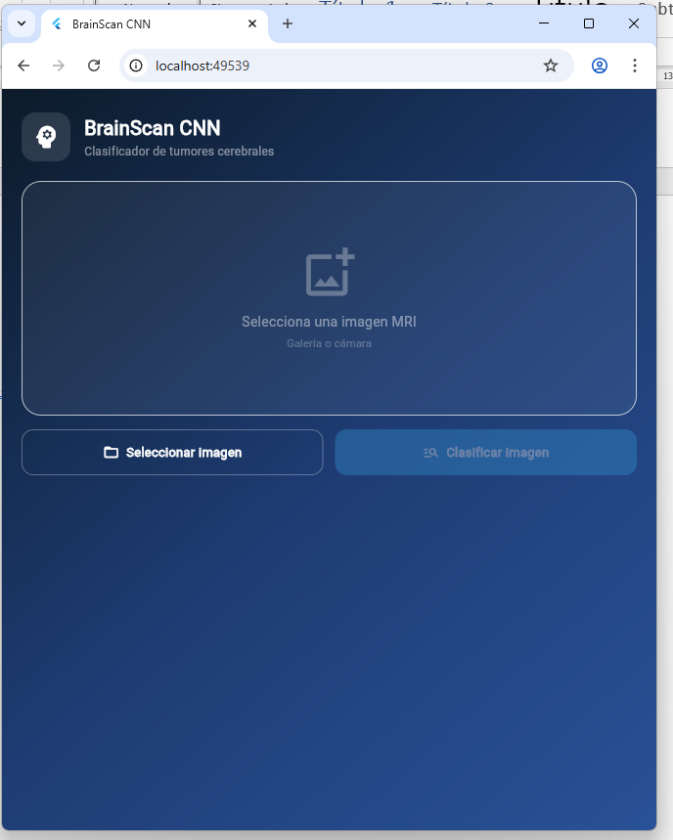 BrainScan CNN
localhost:49539
13
BrainScan CNN
Clasificador de tumores cerebrales
Selecciona una imagen MRI
Galería o cámara
Seleccionar imagen
Clasificar imagen